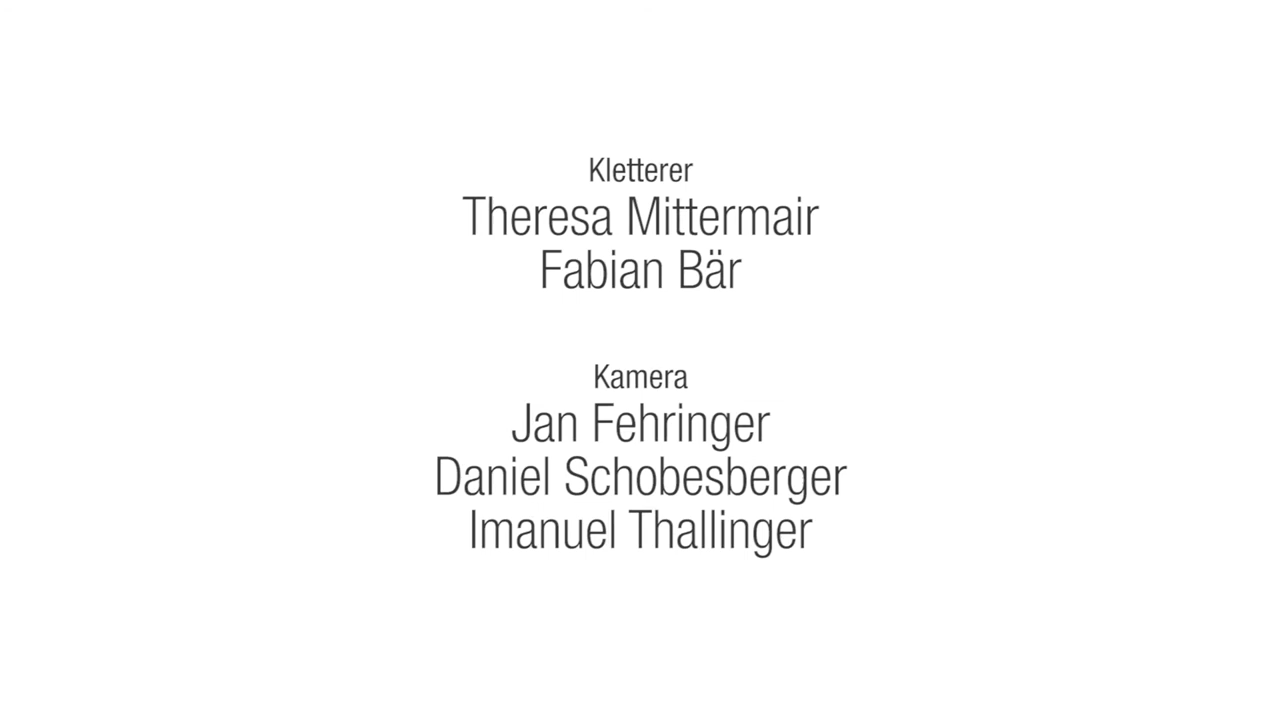 Kletterer
Theresa Mittermair
Fabian Bär
Kamera
Jan Fehringer
Daniel Schobesberger
Imanuel Thallinger